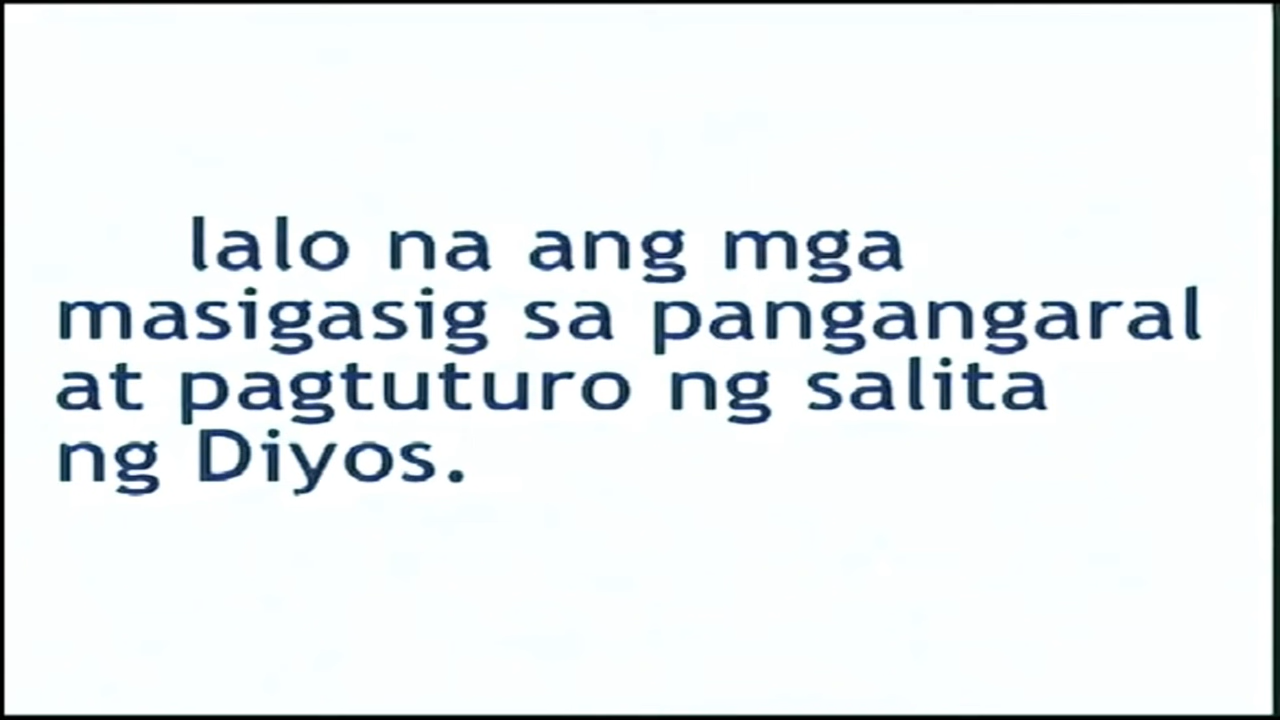 lalo na ang mga
masigasig sa pangangaral
at pagtuturo ng salita
ng Diyos.